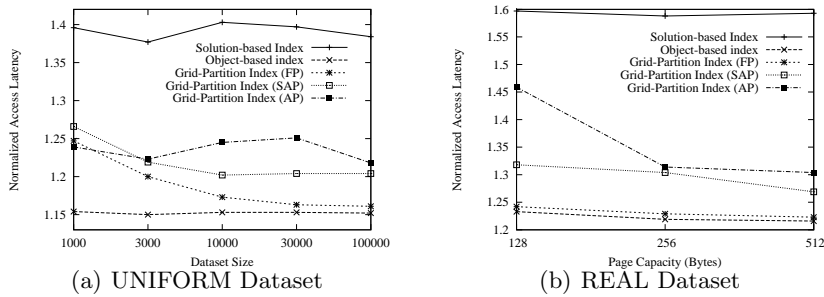 Normalized Access Latency
1.4
1.35
1.3
1.25
1.2
1.15
Solution-based Index
Object-based index
Grid-Partition Index (FP)
Grid-Partition Index (SAP)
Grid-Partition Index (AP)
1000
3000
10000
30000
100000
Dataset Size
(a) UNIFORM Dataset
Normalized Access Latency
1.6
1.55
1.5
1.45
1.4
1.35
1.3
1.25
1.2
Solution-based Index
Object-based index
Grid-Partition Index (FP)
Grid-Partition Index (SAP)
Grid-Partition Index (AP)
128
256
512
Page Capacity (Bytes)
(b) REAL Dataset